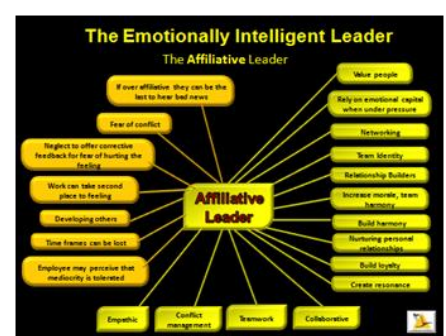 The Emotionally Intelligent Leader
The Affiliative Leader
If over affiliative they can be the
last to hear bad news
Fear of conflict
Neglect to offer corrective
feedback for fear of hurting the
feeling
Work can take second
place to feeling
Developing others
Time frames can be lost
Employee may perceive that
mediocrity is tolerated
Affiliative
Leader
Value people
Rely on emotional capital
when under pressure
Networking
Team Identity
Relationship Builders
Increase morale, team
harmony
Build harmony
Nurturing personal
relationships
Build loyalty
Create resonance
Empathic
Conflict
management
Teamwork
Collaborative